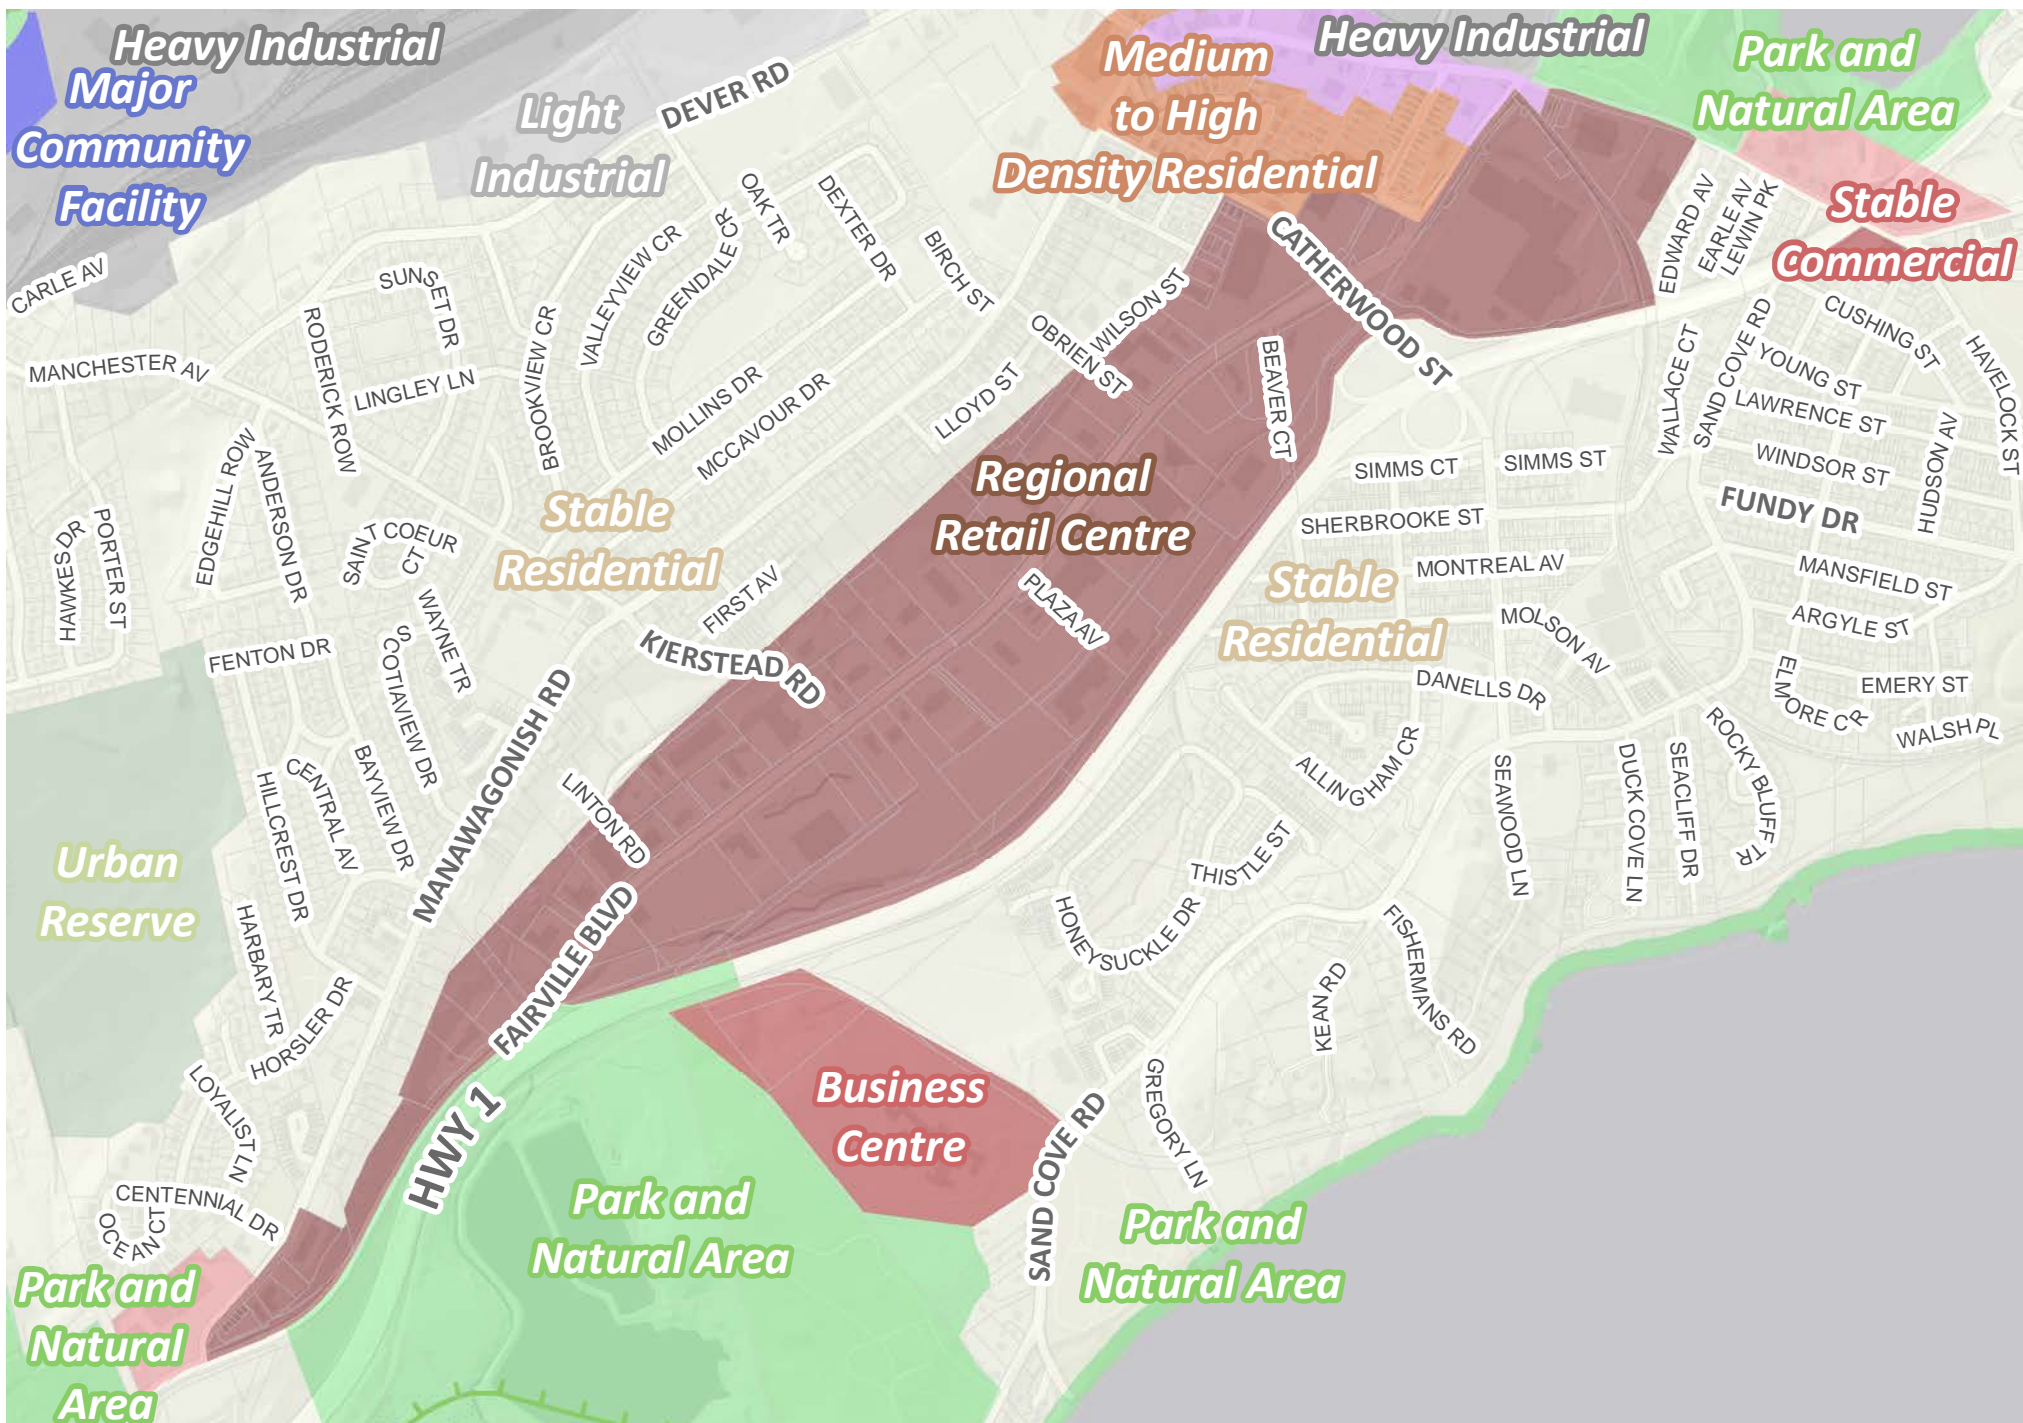 Heavy Industrial
Major
Community
Facility
Light
Industrial
DEVER RD
Medium
to High
Density Residential
Heavy Industrial
Park and
Natural Area
Stable
Commercial
CARLE AV
SUNSET DR
OAK TR
DEXTER DR
BIRCH ST
VALLEYVIEW CR
GREENDALE CR
WILSON ST
OBRIEN ST
CATHERWOOD ST
EDWARD AV
EARLE AV
LEWIN PK
MANCHESTER AV
RODERICK ROW
LINGLEY LN
BROOKVIEW CR
MOLLINS DR
MCCAVOUR DR
LLOYD ST
BEAVER CT
WALLACE CT
SAND COVE RD
CUSHING ST
YOUNG ST
LAWRENCE ST
WINDSOR ST
HUDSON AV
HAVELOCK ST
EDGEHILL ROW
ANDERSON DR
Regional
Retail Centre
SIMMS CT
SIMMS ST
SHERBROOKE ST
FUNDY DR
Stable
Residential
HAWKES DR
PORTER ST
SAINT COEUR
CT
WAYNE TR
FIRST AV
KIERSTEAD RD
PLAZA AV
Stable
Residential
MONTREAL AV
MOLSON AV
MANSFIELD ST
ARGYLE ST
FENTON DR
SCOTIAVIEW DR
MANAWAGONISH RD
DANELLS DR
ELMORE CR
EMERY ST
WALSH PL
HILLCREST DR
CENTRAL AV
BAYVIEW DR
LINTON RD
ALLINGHAM CR
SEAWOOD LN
DUCK COVE LN
SEACLIFF DR
ROCKY BLUFF TR
Urban
Reserve
THISTLE ST
HARBARY TR
HORSLER DR
FAIRVILLE BLVD
HONEYSUCKLE DR
KEAN RD
FISHERMANS RD
LOYALIST LN
HWY 1
Business
Centre
SAND COVE RD
GREGORY LN
CENTENNIAL DR
OCEAN CT
Park and
Natural Area
Park and
Natural Area
Park and
Natural
Area